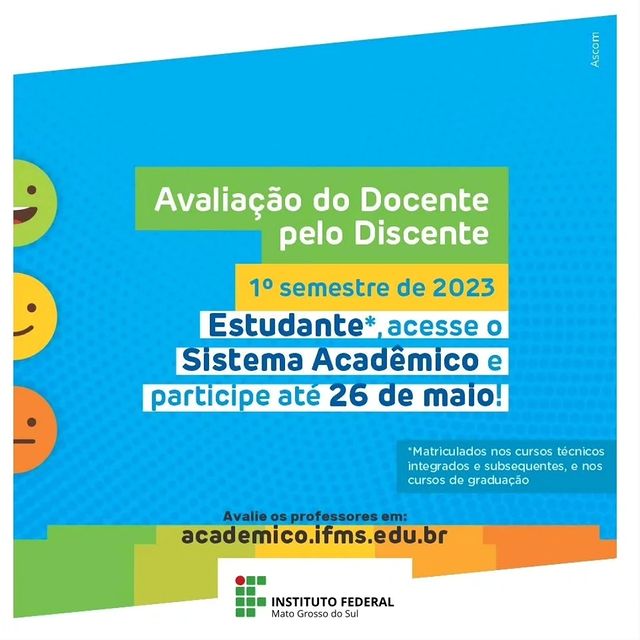 Ascom
Avaliação do Docente
pelo Discente
1º semestre de 2023
Estudante*, acesse o
Sistema Acadêmico e
participe até 26 de maio!
*Matriculados nos cursos técnicos
integrados e subsequentes, e nos
cursos de graduação
Avalie os professores em:
academico.ifms.edu.br
INSTITUTO FEDERAL
Mato Grosso do Sul